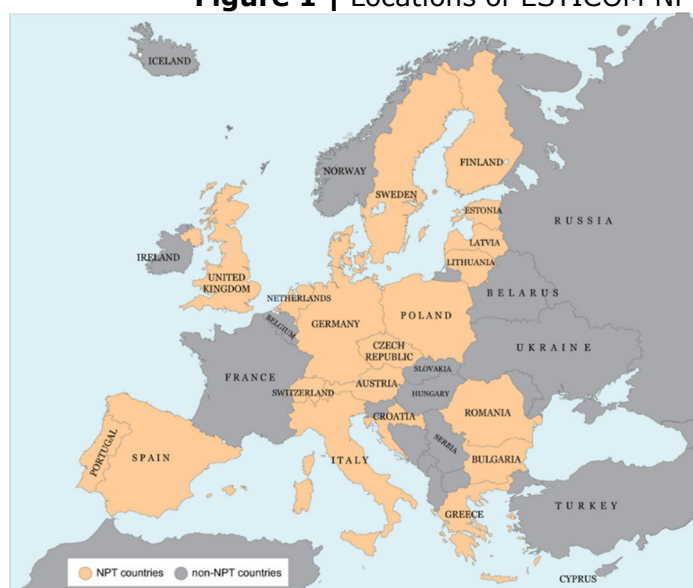 Figure 1 | Locations of ESTICOM NP
ICELAND
NORWAY
FINLAND
SWEDEN
ESTONIA
RUSSIA
LATVIA
LITHUANIA
IRELAND
UNITED
KINGDOM
NETHERLANDS
BELARUS
BELGIUM
GERMANY
POLAND
UKRAINE
CZECH
REPUBLIC
SLOVAKIA
FRANCE
AUSTRIA
SWITZERLAND
HUNGARY
CROATIA
ROMANIA
SERBIA
PORTUGAL
SPAIN
ITALY
BULGARIA
TURKEY
GREECE
CYPRUS
NPT countries
non-NPT countries